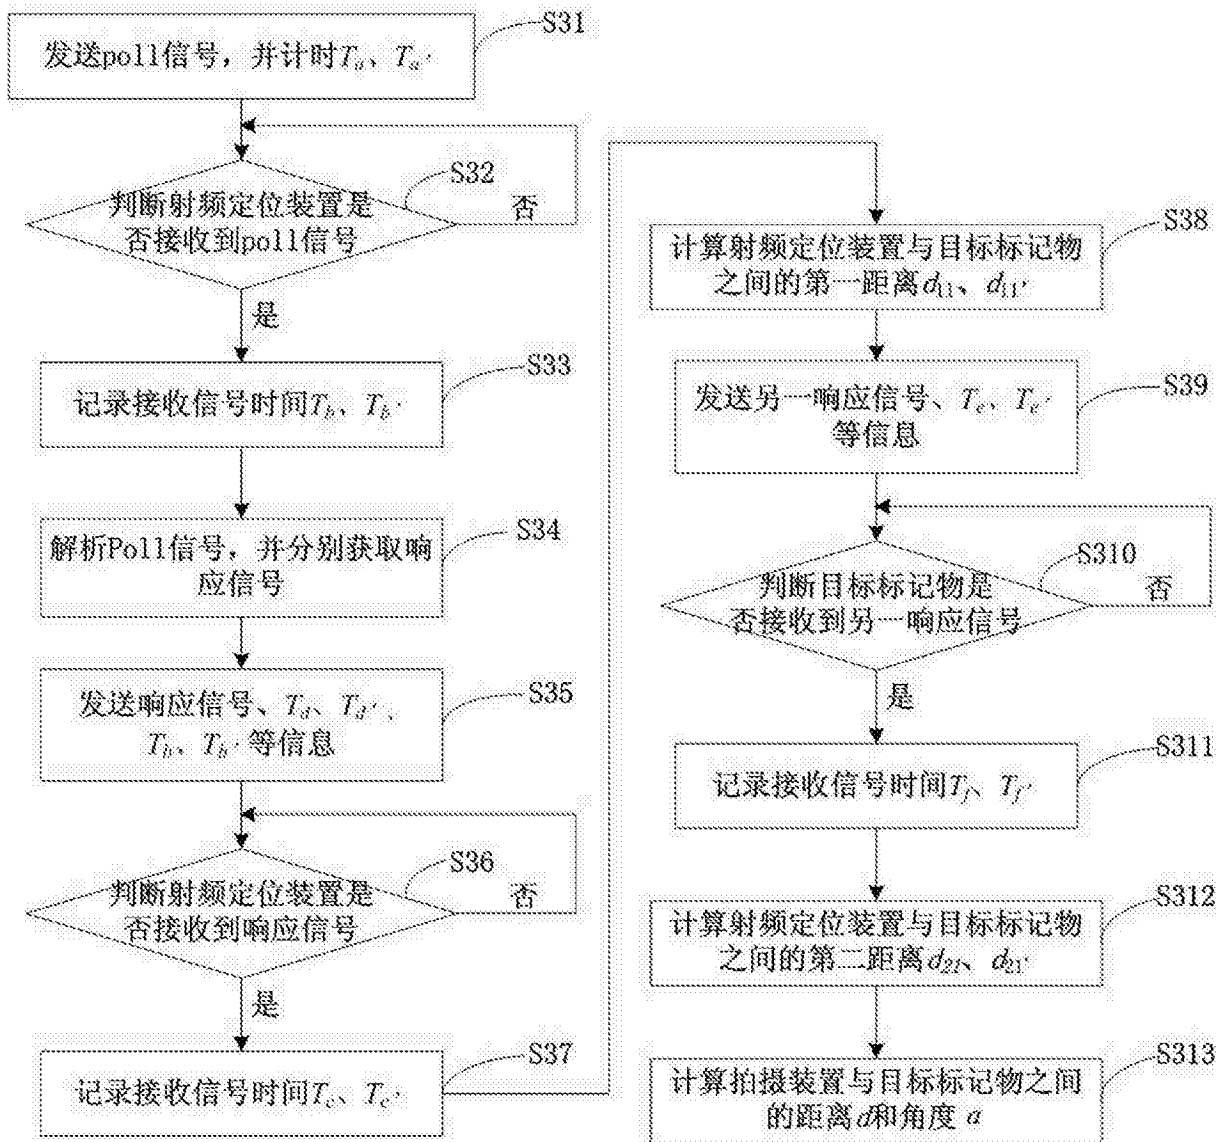 S31
发送poll信号，并计时Ta、Ta'
S32
判断射频定位装置是
否接收到poll信号
否
是
S33
记录接收信号时间Tb、Tb'
S34
解析Poll信号，并分别获取响
应信号
S35
发送响应信号、Td、Td'、
Tb、Tb'等信息
S36
判断射频定位装置是
否接收到响应信号
否
是
S37
记录接收信号时间Tc、Tc'
S38
计算射频定位装置与目标标记物
之间的第一距离d11、d11'
S39
发送另一响应信号、Te、Te'
等信息
S310
判断目标标记物是
否接收到另一响应信号
否
是
S311
记录接收信号时间Tf、Tf'
S312
计算射频定位装置与目标标记物
之间的第二距离d21、d21'
S313
计算拍摄装置与目标标记物之间
的距离d和角度 α